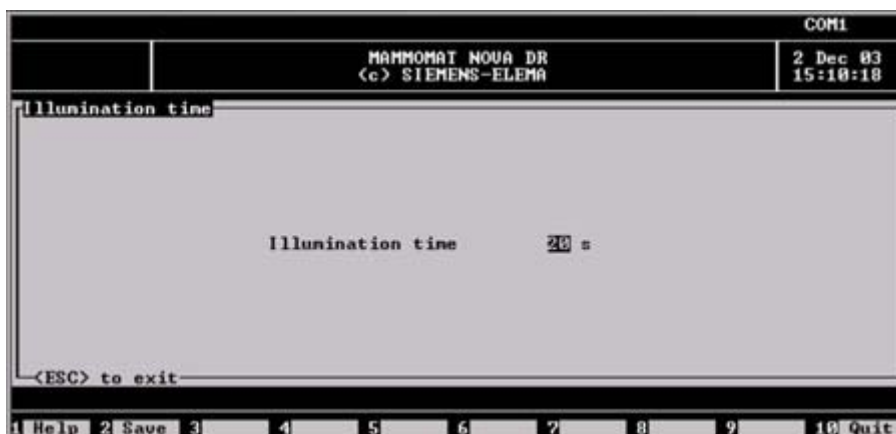 COM1
MAMMOMAT NOVA DR
(c) SIEMENS-ELEMA
2 Dec 03
15:10:18
Illumination time
Illumination time 20 s
<ESC> to exit
1 Help 2 Save 3 4 5 6 7 8 9 10 Quit